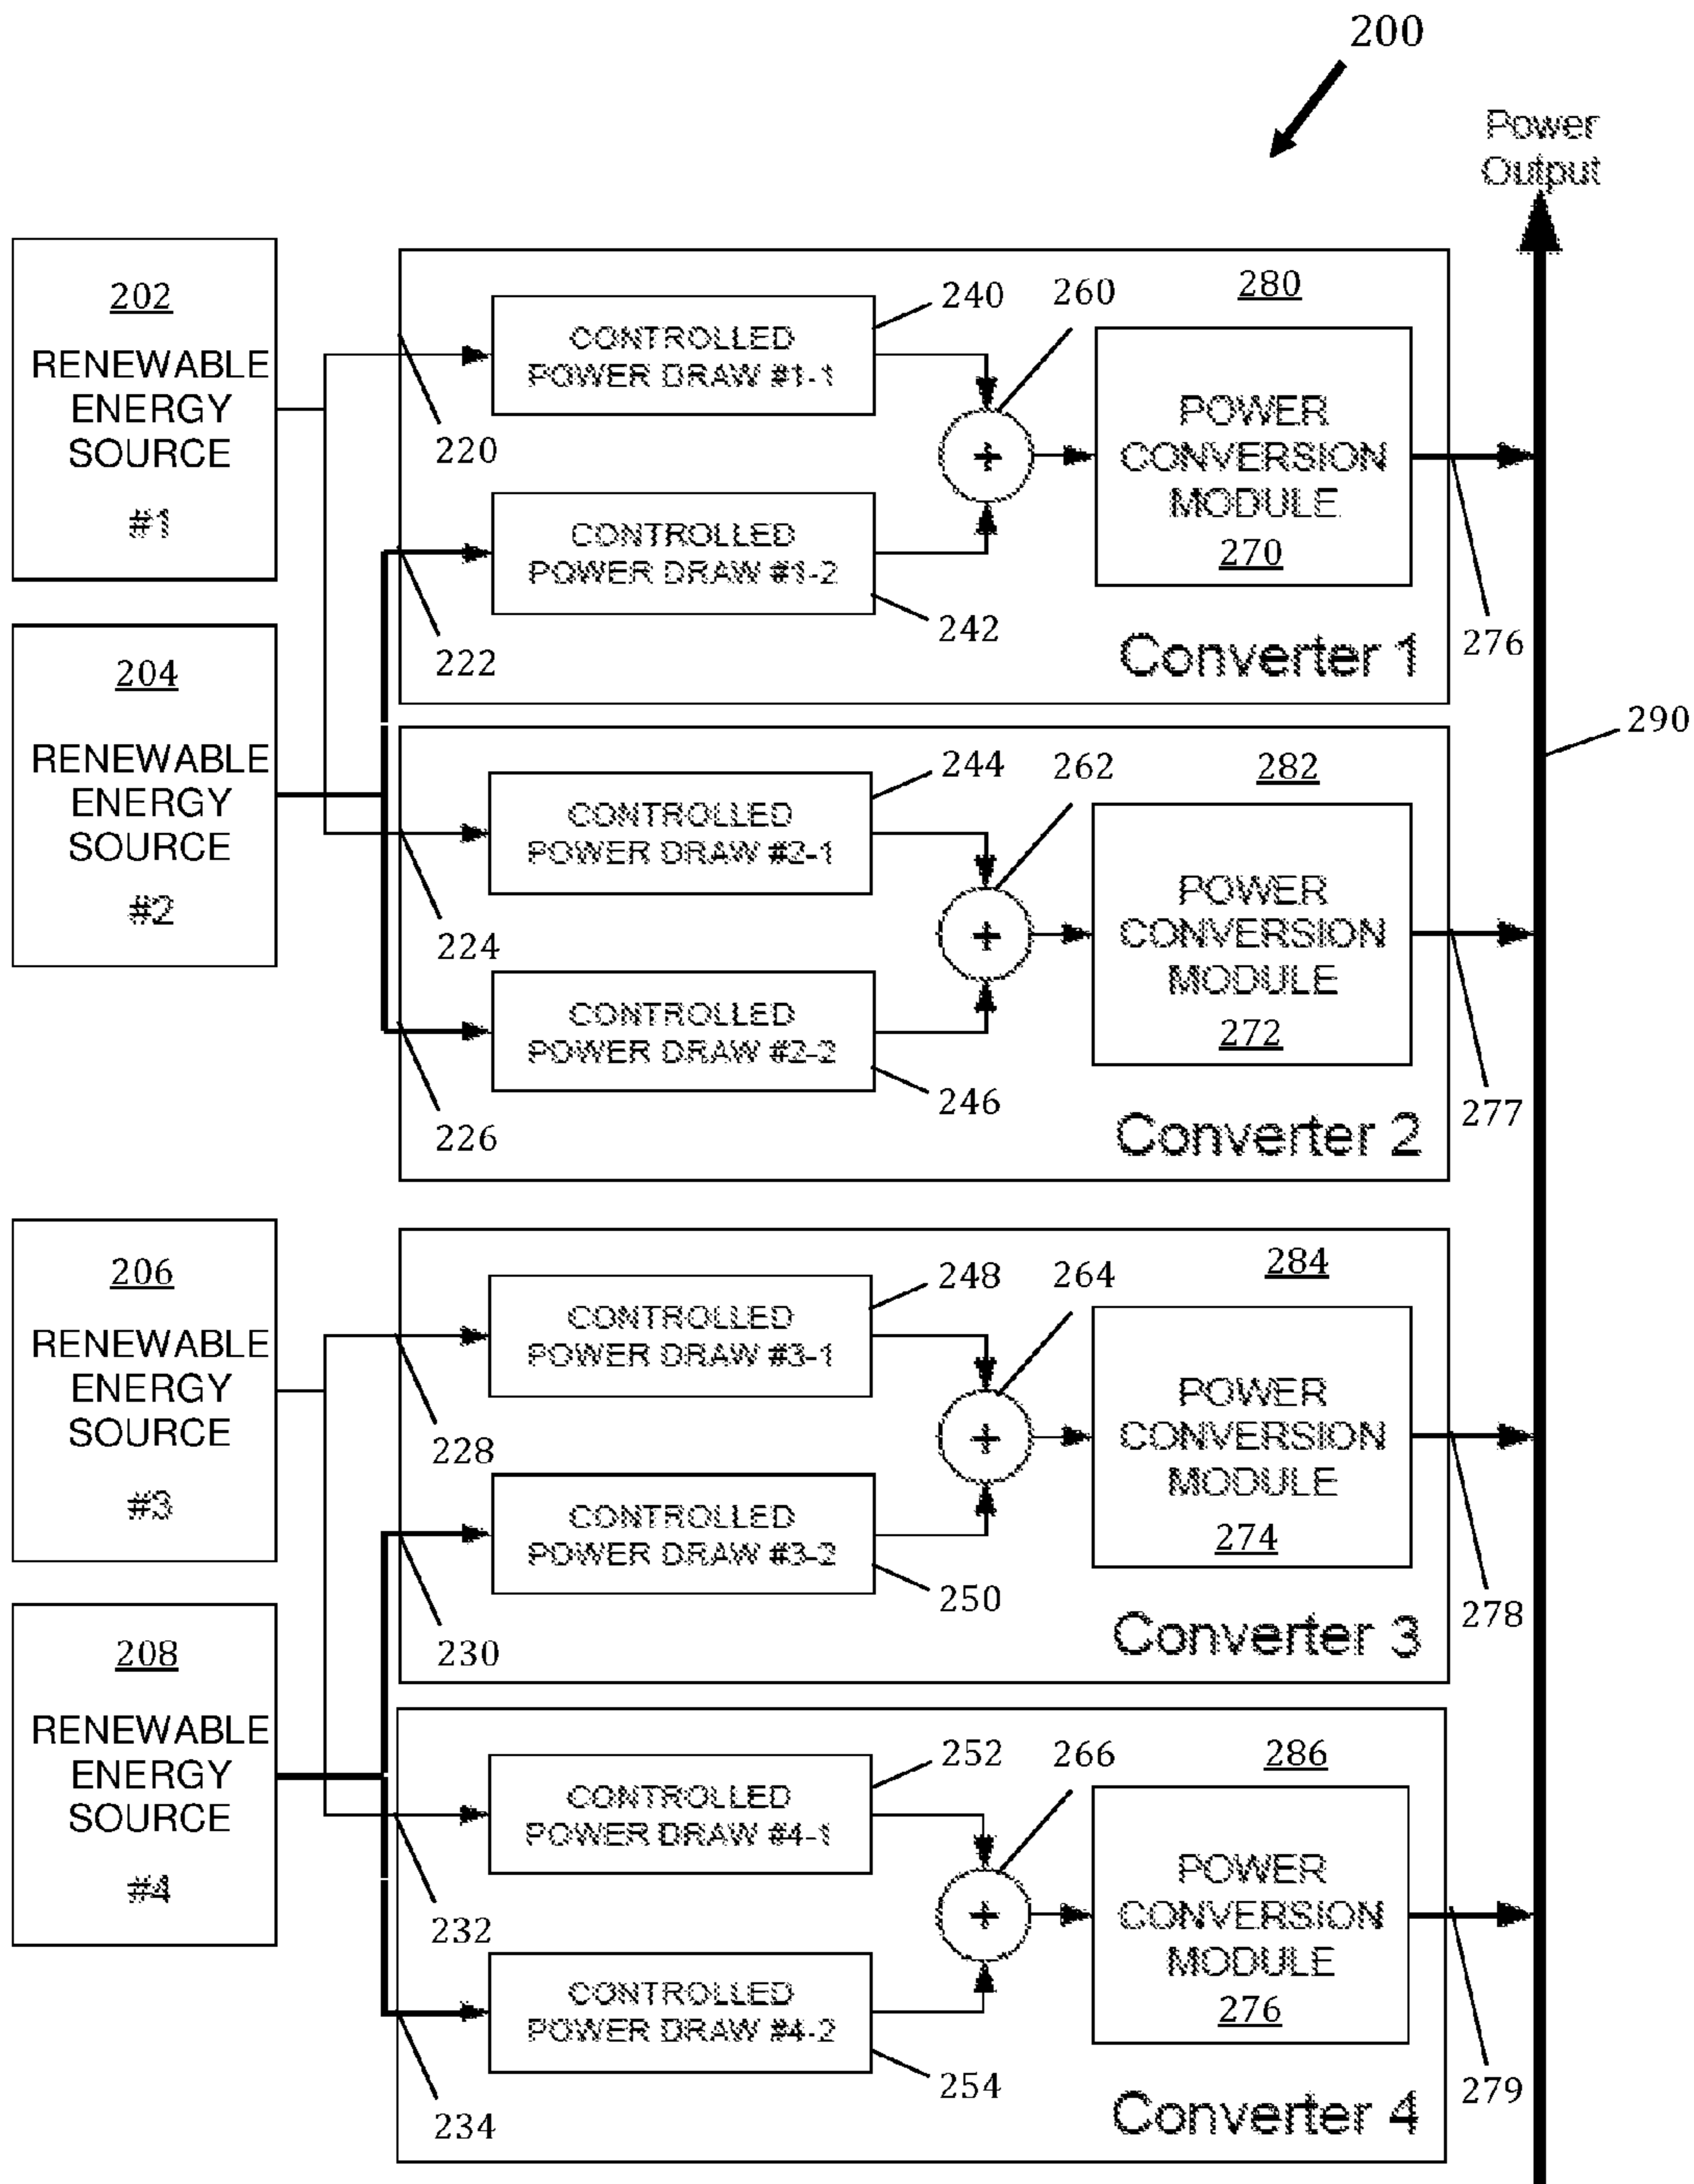 200
Power
Output
202
RENEWABLE
ENERGY
SOURCE
#1
204
RENEWABLE
ENERGY
SOURCE
#2
220
222
CONTROLLED
POWER DRAW #1-1
240
CONTROLLED
POWER DRAW #1-2
242
260
+
280
POWER
CONVERSION
MODULE
270
Converter 1
276
290
224
226
CONTROLLED
POWER DRAW #2-1
244
CONTROLLED
POWER DRAW #2-2
246
262
+
282
POWER
CONVERSION
MODULE
272
Converter 2
277
206
RENEWABLE
ENERGY
SOURCE
#3
208
RENEWABLE
ENERGY
SOURCE
#4
228
230
CONTROLLED
POWER DRAW #3-1
248
CONTROLLED
POWER DRAW #3-2
250
264
+
284
POWER
CONVERSION
MODULE
274
Converter 3
278
232
234
CONTROLLED
POWER DRAW #4-1
252
CONTROLLED
POWER DRAW #4-2
254
266
+
286
POWER
CONVERSION
MODULE
276
Converter 4
279